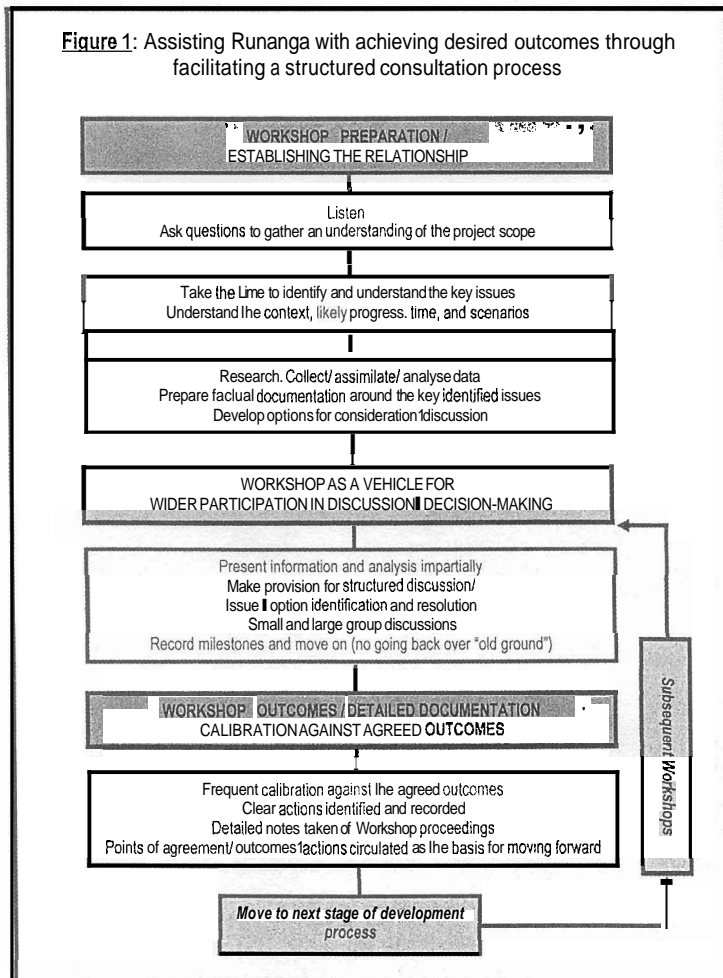 Figure 1: Assisting Runanga with achieving desired outcomes through
facilitating a structured consultation process
WORKSHOP PREPARATION /
ESTABLISHING THE RELATIONSHIP
Listen
Ask questions to gather an understanding of the project scope
Take the Lime to identify and understand the key issues
Understand lhe context, likely progress. time, and scenarios
Research. Collect/ assimilate/ analyse data
Prepare factual documentation around the key identified issues
Develop options for consideration1discussion
WORKSHOP AS A VEHICLE FOR
WIDER PARTICIPATION IN DISCUSSION DECISION-MAKING
Present information and analysis impartially
Make provision for structured discussion/
Issue option identification and resolution
Small and large group discussions
Record milestones and move on (no going back over "old ground")
WORKSHOP OUTCOMES / DETAILED DOCUMENTATION
CALIBRATION AGAINST AGREED OUTCOMES
Frequent calibration against lhe agreed outcomes
Clear actions identified and recorded
Detailed notes taken of Workshop proceedings
Points of agreement/ outcomes1actions circulated as lhe basis for moving forward
Move to next stage of development
process
Subsequent Workshops